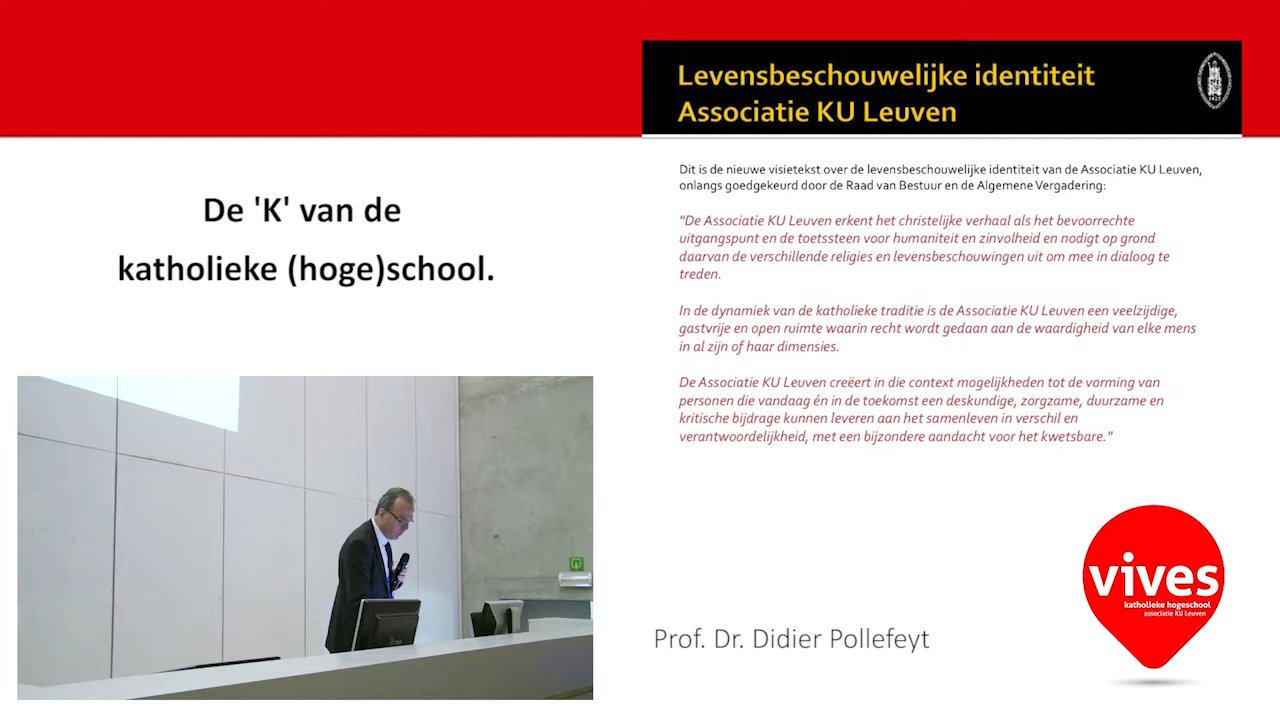 De 'K' van de
katholieke (hoge)school.
Levensbeschouwelijke identiteit
Associatie KU Leuven
1425
Dit is de nieuwe visietekst over de levensbeschouwelijke identiteit van de Associatie KU Leuven,
onlangs goedgekeurd door de Raad van Bestuur en de Algemene Vergadering:
"De Associatie KU Leuven erkent het christelijke verhaal als het bevoorrechte
uitgangspunt en de toetssteen voor humaniteit en zinvolheid en nodigt op grond
daarvan de verschillende religies en levensbeschouwingen uit om mee in dialoog te
treden.
In de dynamiek van de katholieke traditie is de Associatie KU Leuven een veelzijdige,
gastvrije en open ruimte waarin recht wordt gedaan aan de waardigheid van elke mens
in al zijn of haar dimensies.
De Associatie KU Leuven creëert in die context mogelijkheden tot de vorming van
personen die vandaag én in de toekomst een deskundige, zorgzame, duurzame en
kritische bijdrage kunnen leveren aan het samenleven in verschil en
verantwoordelijkheid, met een bijzondere aandacht voor het kwetsbare."
Prof. Dr. Didier Pollefeyt
vives
katholieke hogeschool
associatie KU Leuven